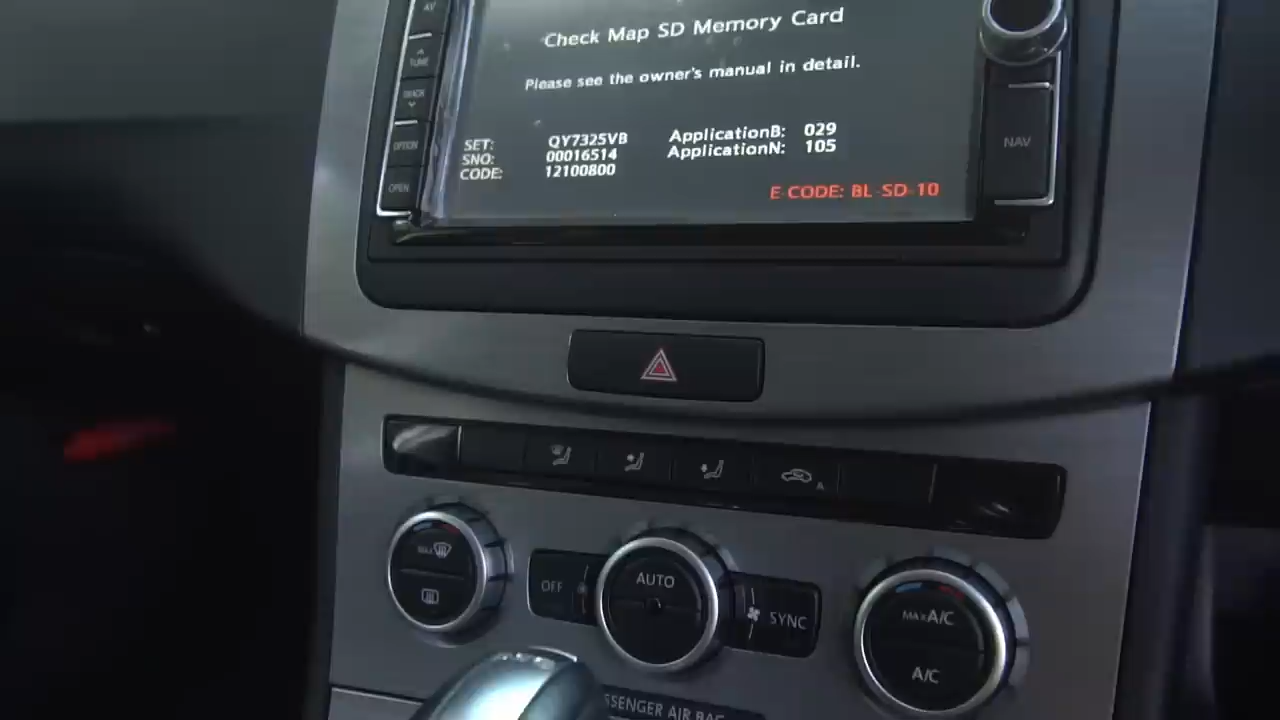 AV
Check Map SD Memory Card
TUNE
Please see the owner's manual in detail.
TRACK
SET: QY7325VB ApplicationB: 029
SNO: 00016514 ApplicationN: 105
CODE: 12100800
OPTION
NAV
OPEN
E-CODE: BL-SD-10
A
MAX
OFF
AUTO
SYNC
MAX A/C
A/C
SSENGER AIR BAG